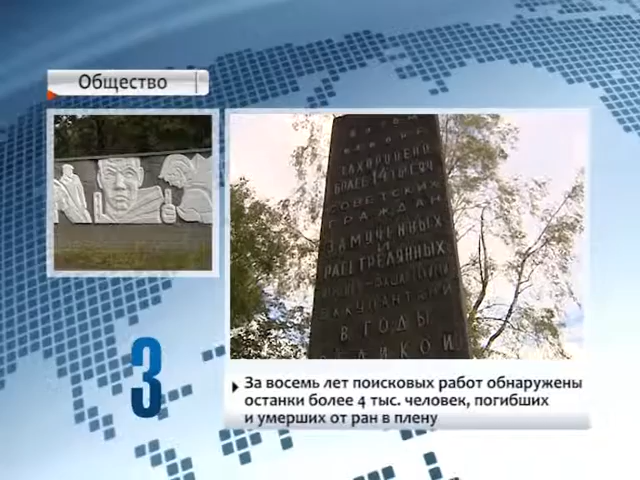 Общество
ЗАХОРОНЕНО
БОЛЕЕ 14 ТЫСЯЧ
СОВЕТСКИХ
ГРАЖДАН
ЗАМУЧЕННЫХ
И
РАССТРЕЛЯННЫХ
В ГОДЫ
3
За восемь лет поисковых работ обнаружены
останки более 4 тыс. человек, погибших
и умерших от ран в плену